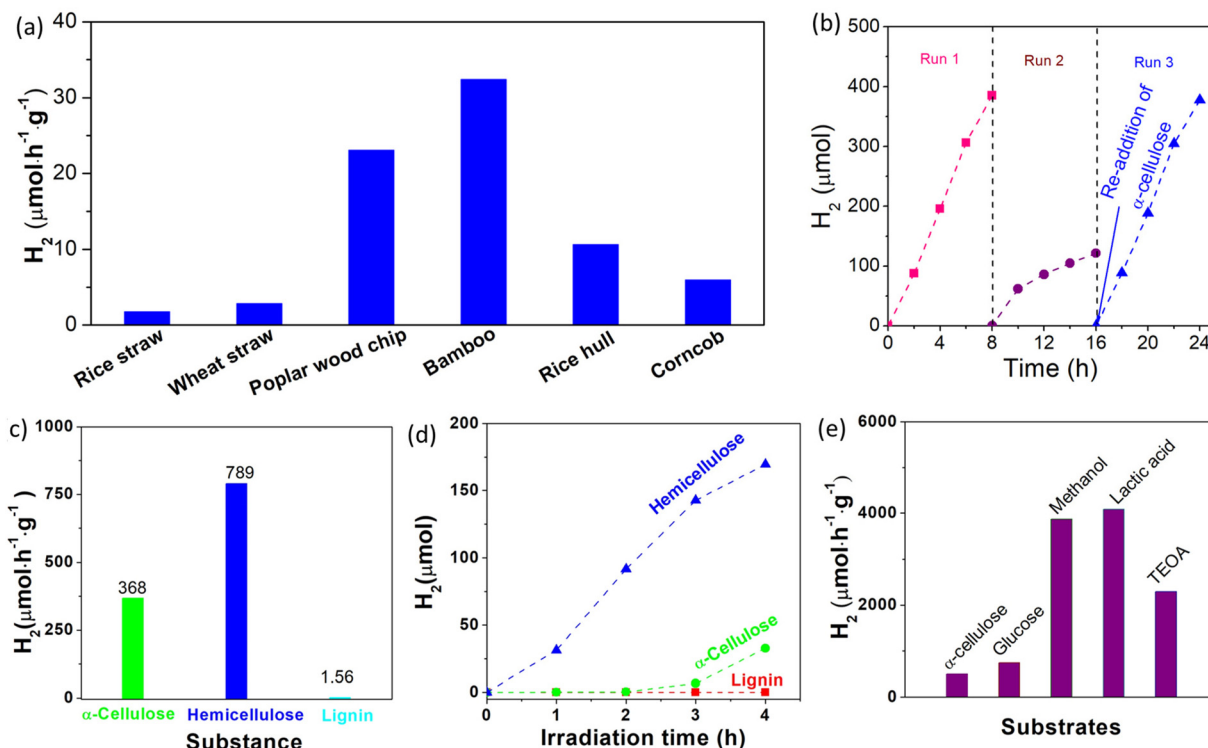 (a)
40
30
20
10
0
H2 (μmol·h-1·g-1)
Rice straw
Wheat straw
Poplar wood chip
Bamboo
Rice hull
Corncob
(b)
500
400
300
200
100
0
H2 (μmol)
Run 1
Run 2
Run 3
Re-addition of
α-cellulose
0 4 8 12 16 20 24
Time (h)
c)
1000
750
500
250
0
H2(μmol·h-1·g-1)
368
789
1.56
α-Cellulose Hemicellulose Lignin
Substance
(d)
200
150
100
50
0
H2(μmol)
Hemicellulose
α-Cellulose
Lignin
0 1 2 3 4
Irradiation time (h)
(e)
6000
4000
2000
0
H2 (μmol·h-1·g-1)
α-cellulose
Glucose
Methanol
Lactic acid
TEOA
Substrates